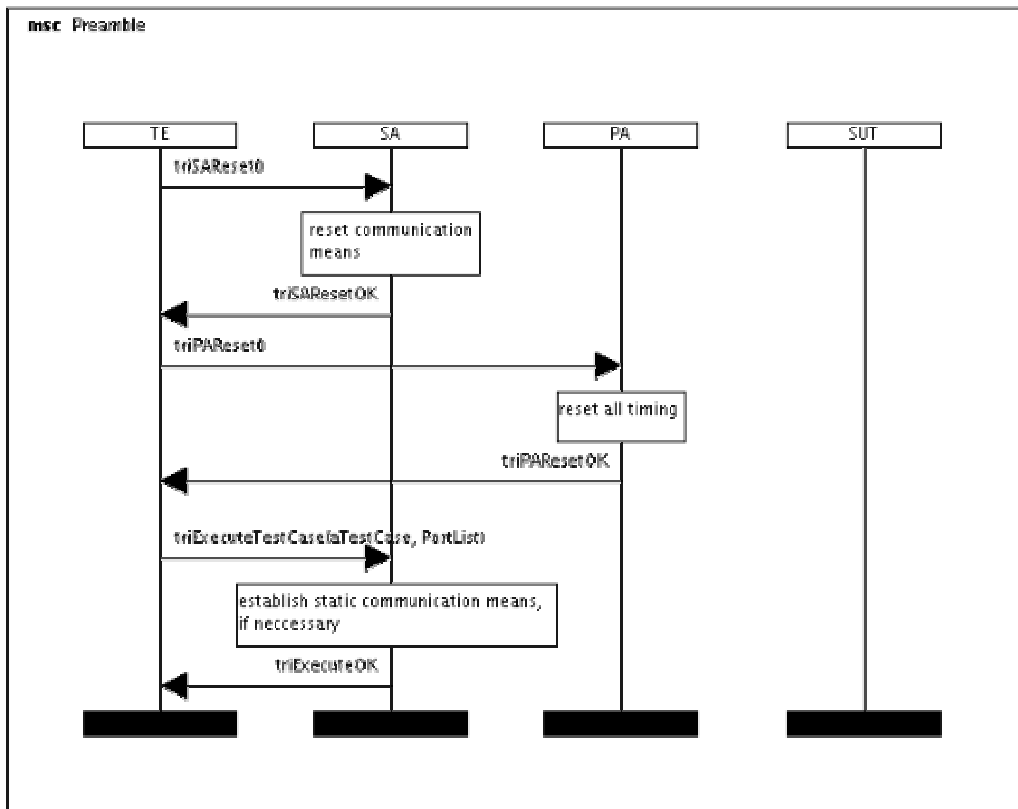 msc Preamble
TE SA PA SUT
triSAReset()
reset communication
means
triSAResetOK
triPAReset()
reset all timing
triPAResetOK
triExecuteTestCase(aTestCase, PortList)
establish static communication means,
if neccessary
triExecuteOK